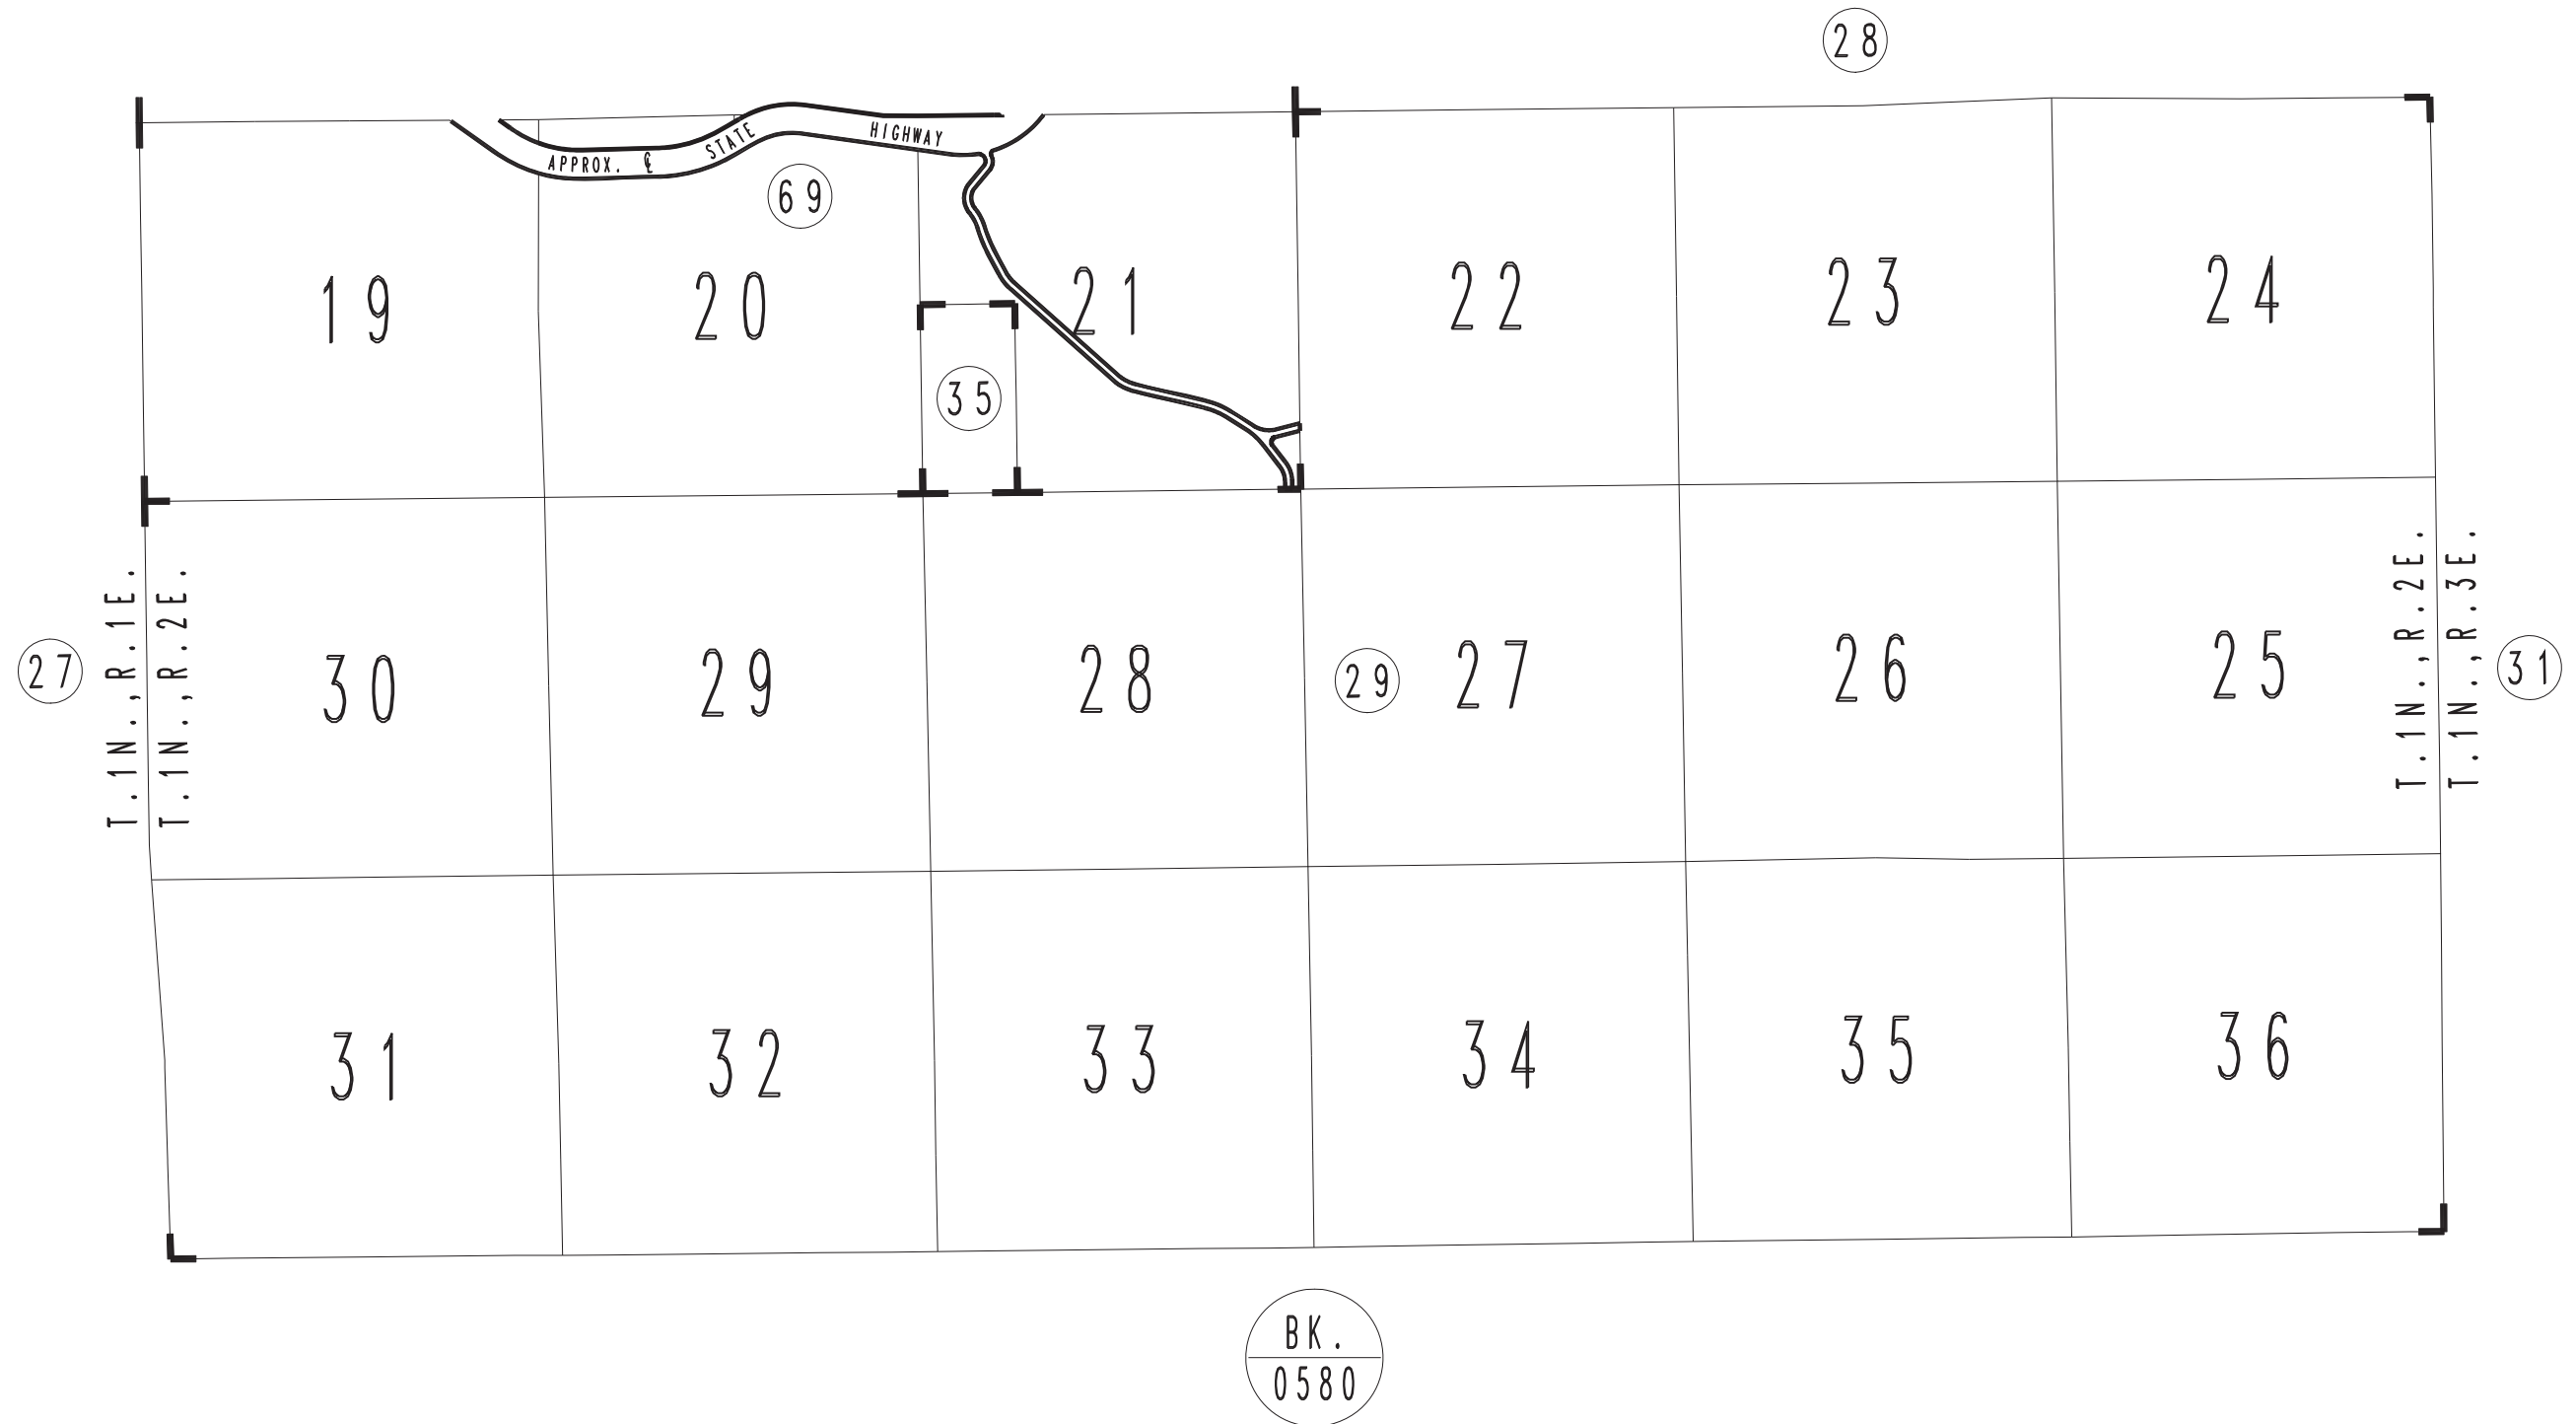 28
APPROX. ℄ STATE HIGHWAY
69
19 20 21 22 23 24
35
T.1N.,R.1E.
T.1N.,R.2E.
T.1N.,R.2E.
T.1N.,R.3E.
27 30 29 28 29 27 26 25 31
31 32 33 34 35 36
BK.
0580